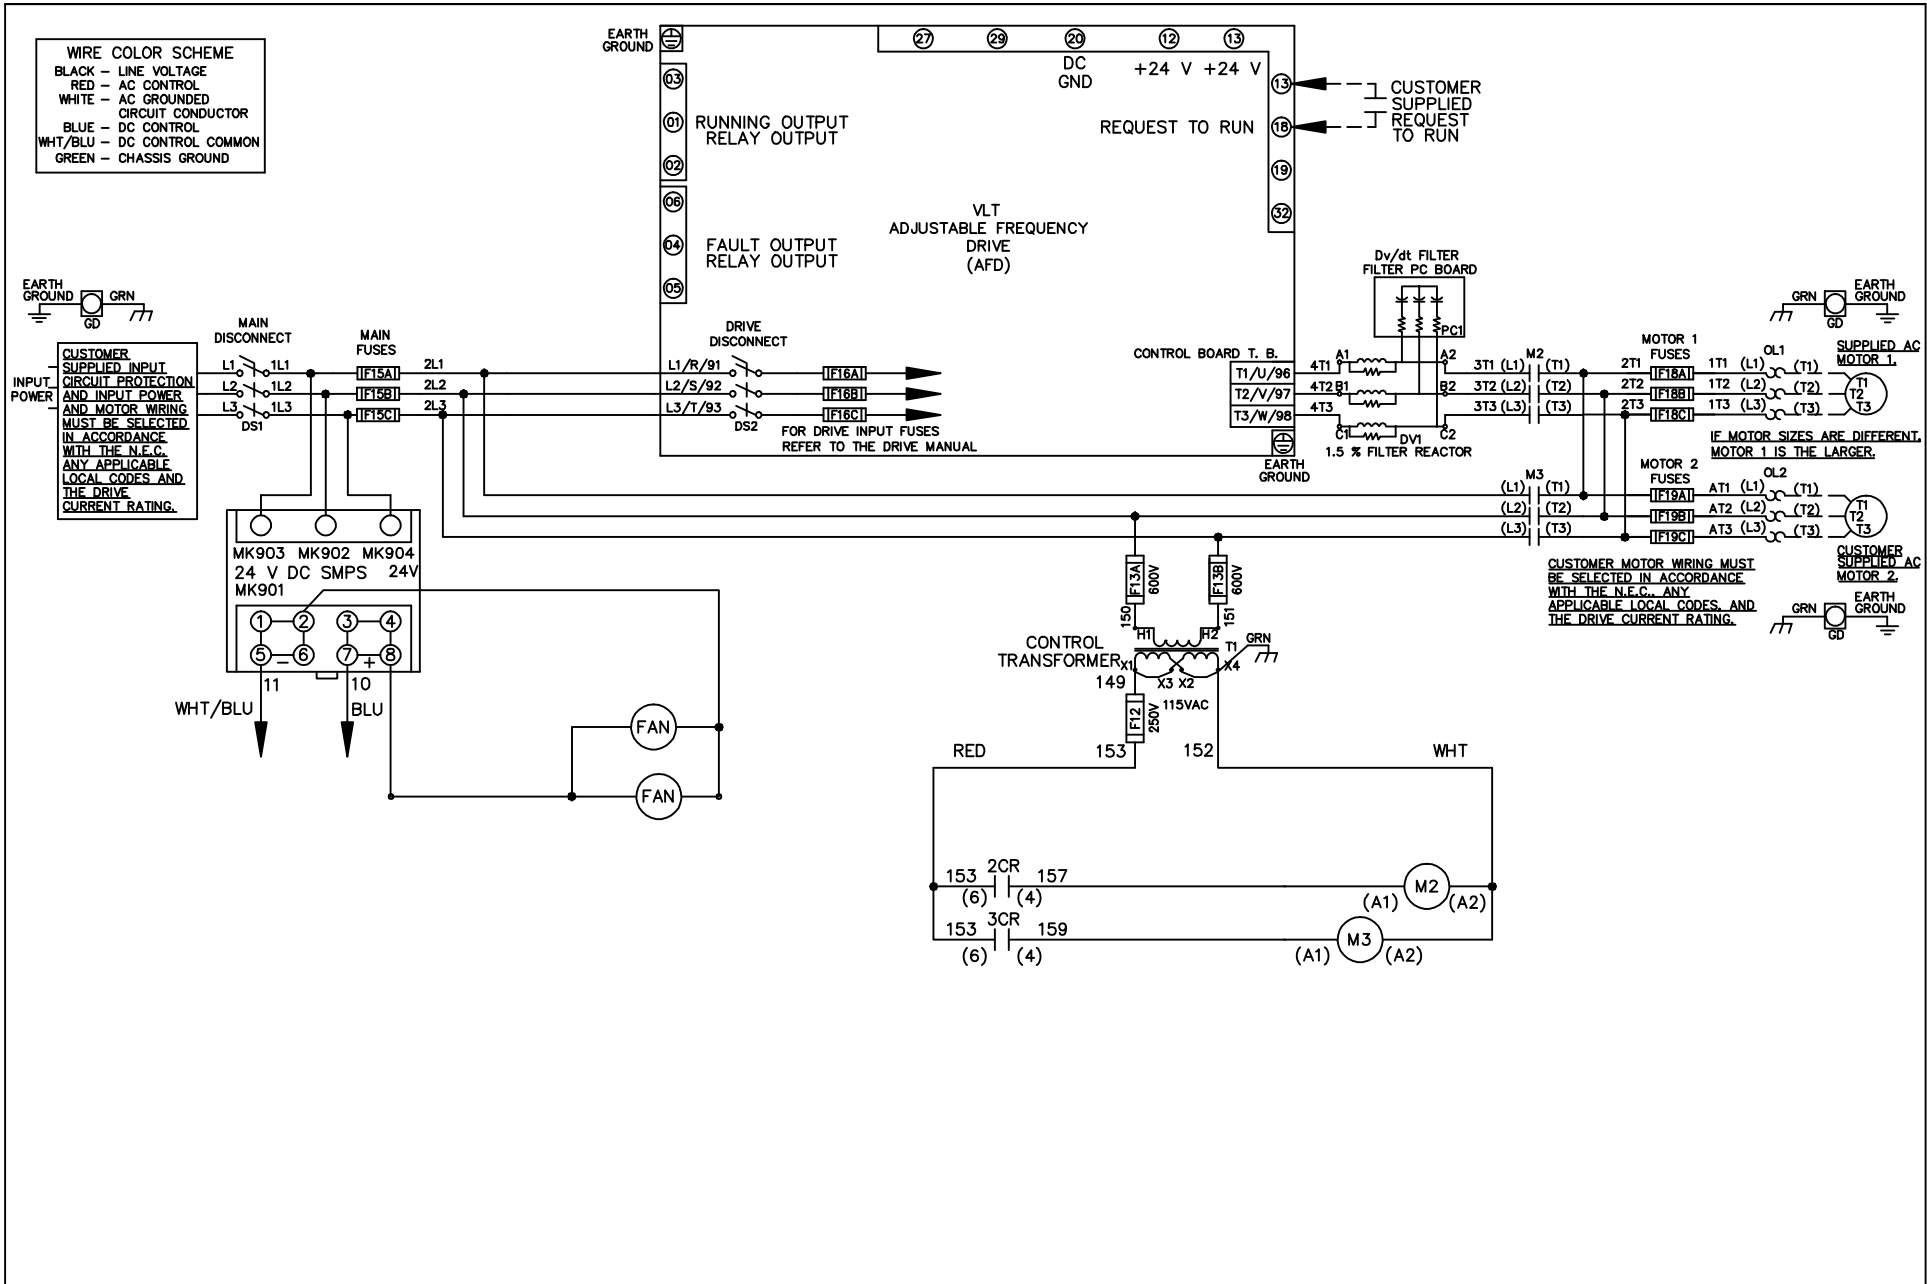 WIRE COLOR SCHEME
BLACK – LINE VOLTAGE
RED – AC CONTROL
WHITE – AC GROUNDED
CIRCUIT CONDUCTOR
BLUE – DC CONTROL
WHT/BLU – DC CONTROL COMMON
GREEN – CHASSIS GROUND
EARTH
GROUND
27 29 20 12 13
DC
GND
+24 V +24 V
03
01
02
RUNNING OUTPUT
RELAY OUTPUT
06
04
05
FAULT OUTPUT
RELAY OUTPUT
REQUEST TO RUN
13
18
19
32
CUSTOMER
SUPPLIED
REQUEST
TO RUN
VLT
ADJUSTABLE FREQUENCY
DRIVE
(AFD)
Dv/dt FILTER
FILTER PC BOARD
PC1
EARTH
GROUND
GRN
GD
INPUT
POWER
CUSTOMER
SUPPLIED INPUT
CIRCUIT PROTECTION
AND INPUT POWER
AND MOTOR WIRING
MUST BE SELECTED
IN ACCORDANCE
WITH THE N.E.C.
ANY APPLICABLE
LOCAL CODES AND
THE DRIVE
CURRENT RATING.
MAIN
DISCONNECT
L1 1L1
L2 1L2
L3 1L3
DS1
MAIN
FUSES
F15A 2L1
F15B 2L2
F15C 2L3
DRIVE
DISCONNECT
L1/R/91
L2/S/92
L3/T/93
DS2
F16A
F16B
F16C
FOR DRIVE INPUT FUSES
REFER TO THE DRIVE MANUAL
CONTROL BOARD T. B.
T1/U/96
T2/V/97
T3/W/98
EARTH
GROUND
4T1 A1 A2
4T2 B1 B2
4T3
C1 C2
DV1
1.5 % FILTER REACTOR
M2
3T1 (L1) (T1)
3T2 (L2) (T2)
3T3 (L3) (T3)
MOTOR 1
FUSES
2T1 F18A 1T1 (L1)
2T2 F18B 1T2 (L2)
2T3 F18C 1T3 (L3)
OL1
(T1)
(T2)
(T3)
T1
T2
T3
GRN
GD
EARTH
GROUND
SUPPLIED AC
MOTOR 1.
IF MOTOR SIZES ARE DIFFERENT,
MOTOR 1 IS THE LARGER.
M3
(L1) (T1)
(L2) (T2)
(L3) (T3)
MOTOR 2
FUSES
F19A AT1 (L1)
F19B AT2 (L2)
F19C AT3 (L3)
OL2
(T1)
(T2)
(T3)
T1
T2
T3
CUSTOMER
SUPPLIED AC
MOTOR 2.
CUSTOMER MOTOR WIRING MUST
BE SELECTED IN ACCORDANCE
WITH THE N.E.C., ANY
APPLICABLE LOCAL CODES, AND
THE DRIVE CURRENT RATING.
GRN
GD
EARTH
GROUND
MK903 MK902 MK904
24 V DC SMPS 24V
MK901
1 2 3 4
5 – 6 7 + 8
11 10
WHT/BLU BLU
FAN
FAN
F13A 600V
F13B 600V
150 151
H1 H2
T1
GRN
CONTROL
TRANSFORMER
X1 X3 X2 X4
149
F12 250V
115VAC
RED 153 152 WHT
153 2CR 157
(6) (4)
M2
(A1) (A2)
153 3CR 159
(6) (4)
M3
(A1) (A2)